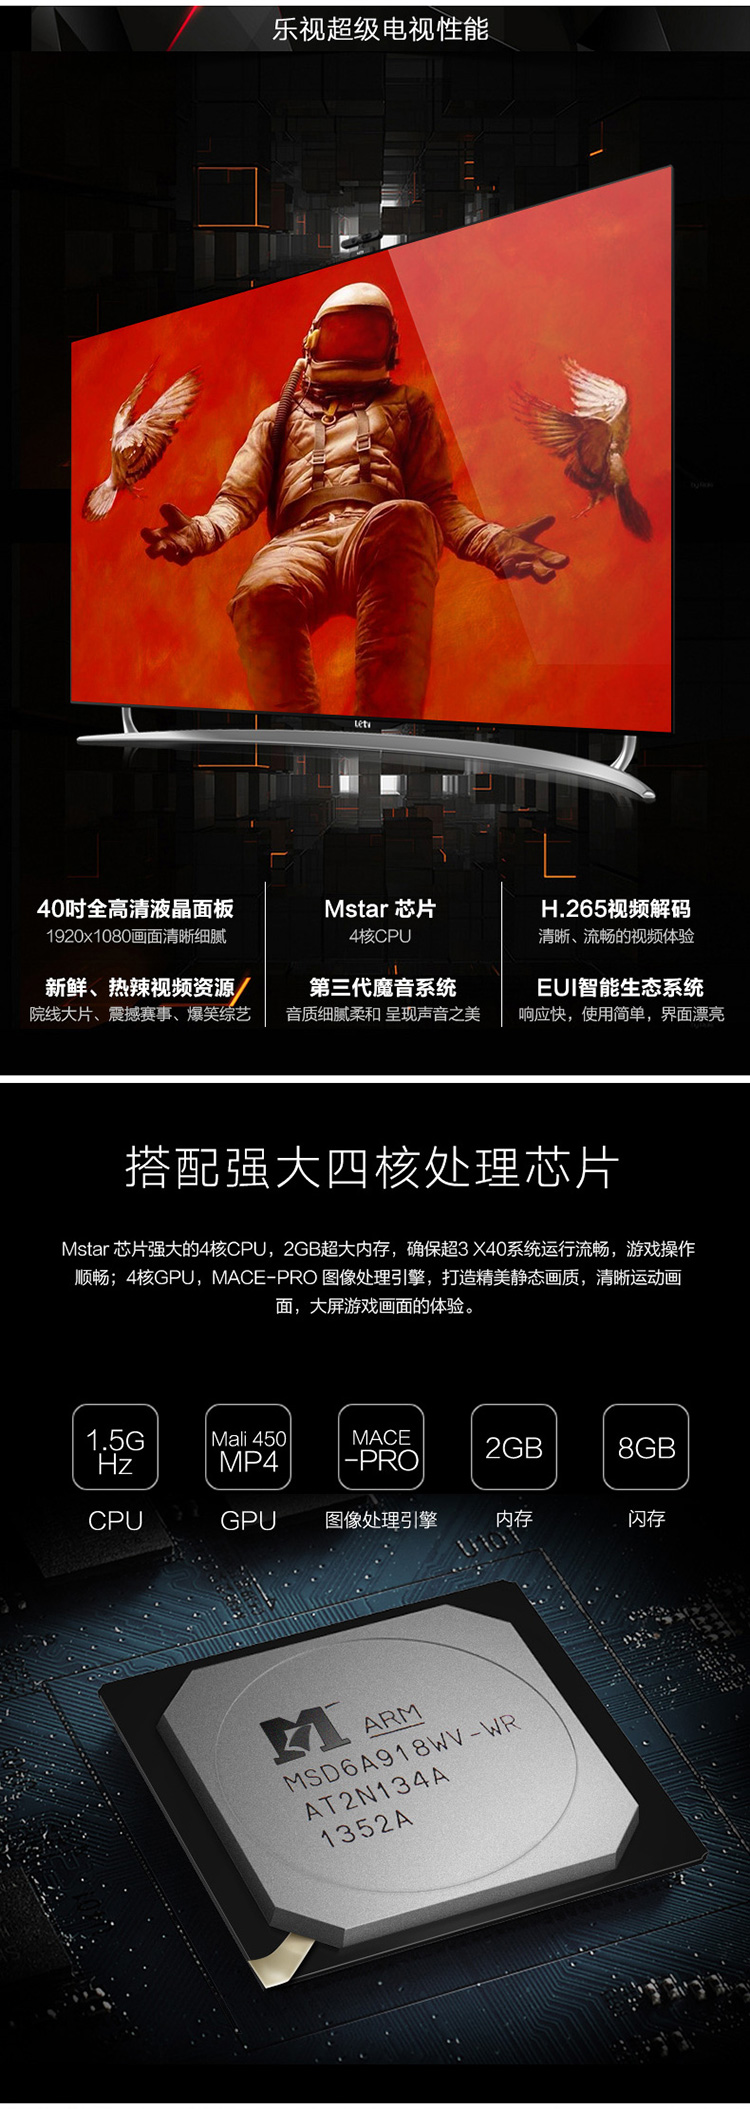 乐视超级电视性能
Letv
40吋全高清液晶面板
1920x1080画面清晰细腻
Mstar 芯片
4核CPU
H.265视频解码
清晰、流畅的视频体验
新鲜、热辣视频资源
院线大片、震撼赛事、爆笑综艺
第三代魔音系统
音质细腻柔和 呈现声音之美
EUI智能生态系统
响应快，使用简单，界面漂亮
搭配强大四核处理芯片
Mstar 芯片强大的4核CPU，2GB超大内存，确保超3 X40系统运行流畅，游戏操作
顺畅；4核GPU，MACE-PRO 图像处理引擎，打造精美静态画质，清晰运动画
面，大屏游戏画面的体验。
1.5G
Hz
CPU
Mali 450
MP4
GPU
MACE
-PRO
图像处理引擎
2GB
内存
8GB
闪存
U101
ARM
MSD6A918WV-WR
AT2N134A
1352A